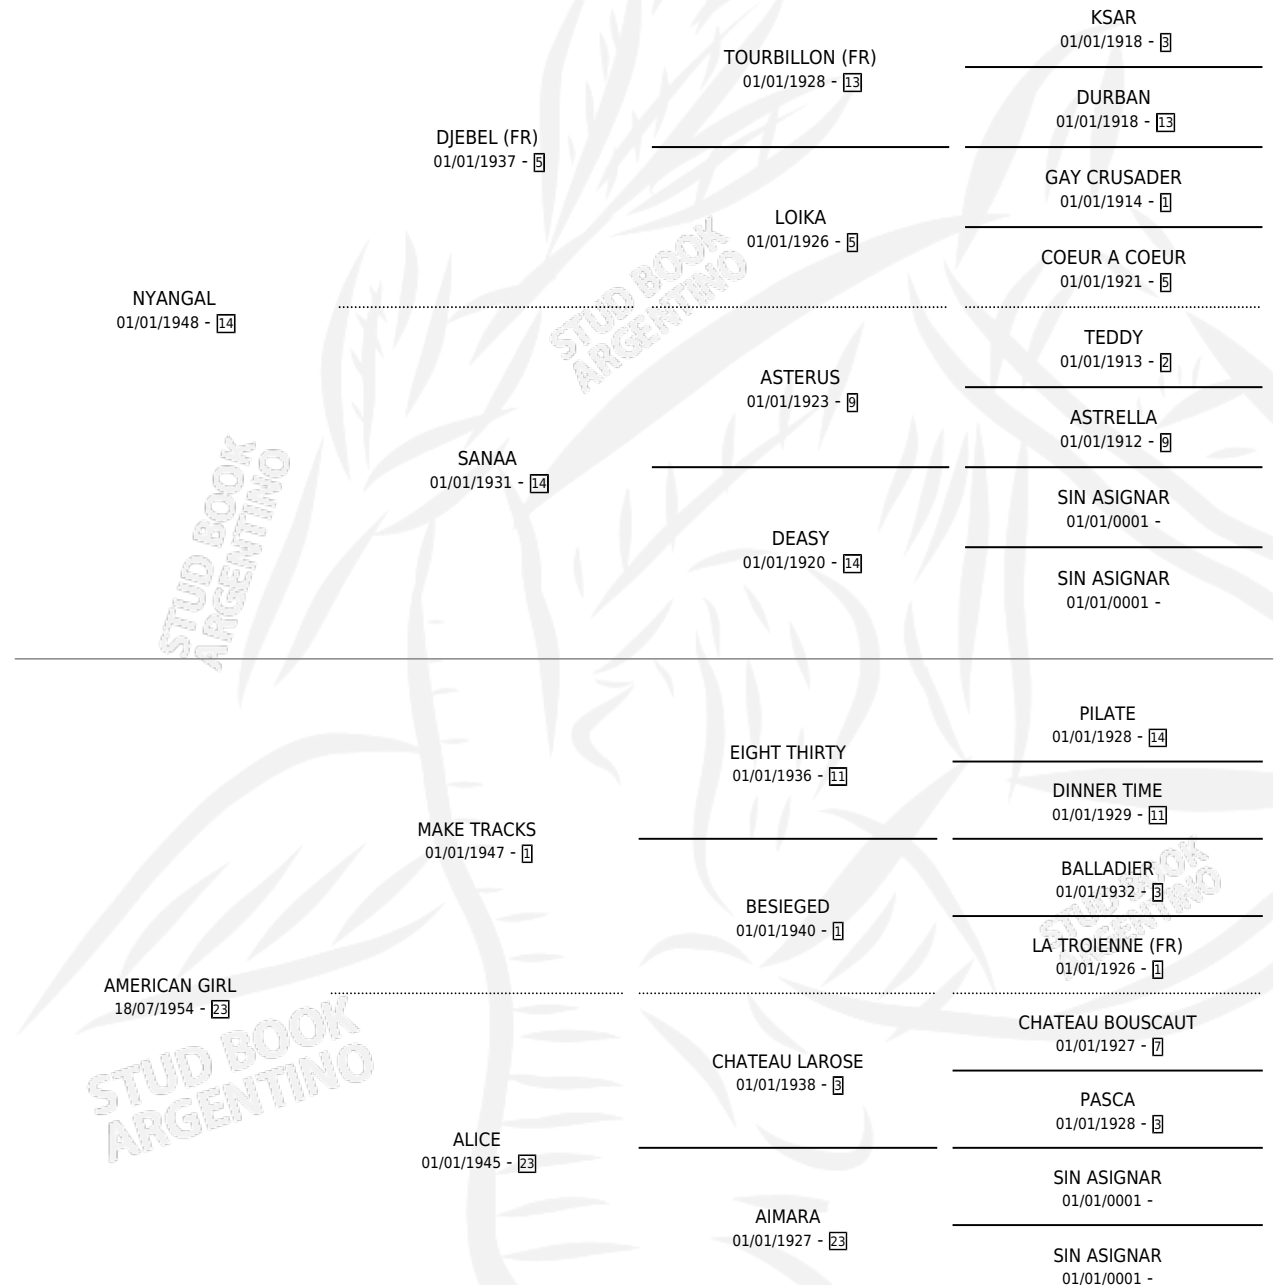 KSAR
01/01/1918 - 3
TOURBILLON (FR)
01/01/1928 - 13
DURBAN
01/01/1918 - 13
DJEBEL (FR)
01/01/1937 - 5
GAY CRUSADER
01/01/1914 - 1
LOIKA
01/01/1926 - 5
COEUR A COEUR
01/01/1921 - 5
NYANGAL
01/01/1948 - 14
STUD BOOK
ARGENTINO
TEDDY
01/01/1913 - 2
ASTERUS
01/01/1923 - 9
ASTRELLA
01/01/1912 - 9
SANAA
01/01/1931 - 14
SIN ASIGNAR
01/01/0001 -
DEASY
01/01/1920 - 14
SIN ASIGNAR
01/01/0001 -
STUD BOOK
ARGENTINO
PILATE
01/01/1928 - 14
EIGHT THIRTY
01/01/1936 - 11
DINNER TIME
01/01/1929 - 11
MAKE TRACKS
01/01/1947 - 1
BALLADIER
01/01/1932 - 3
BESIEGED
01/01/1940 - 1
STUD BOOK
ARGENTINO
LA TROIENNE (FR)
01/01/1926 - 1
AMERICAN GIRL
18/07/1954 - 23
CHATEAU BOUSCAUT
01/01/1927 - 7
CHATEAU LAROSE
01/01/1938 - 3
STUD BOOK
ARGENTINO
PASCA
01/01/1928 - 3
ALICE
01/01/1945 - 23
SIN ASIGNAR
01/01/0001 -
AIMARA
01/01/1927 - 23
SIN ASIGNAR
01/01/0001 -